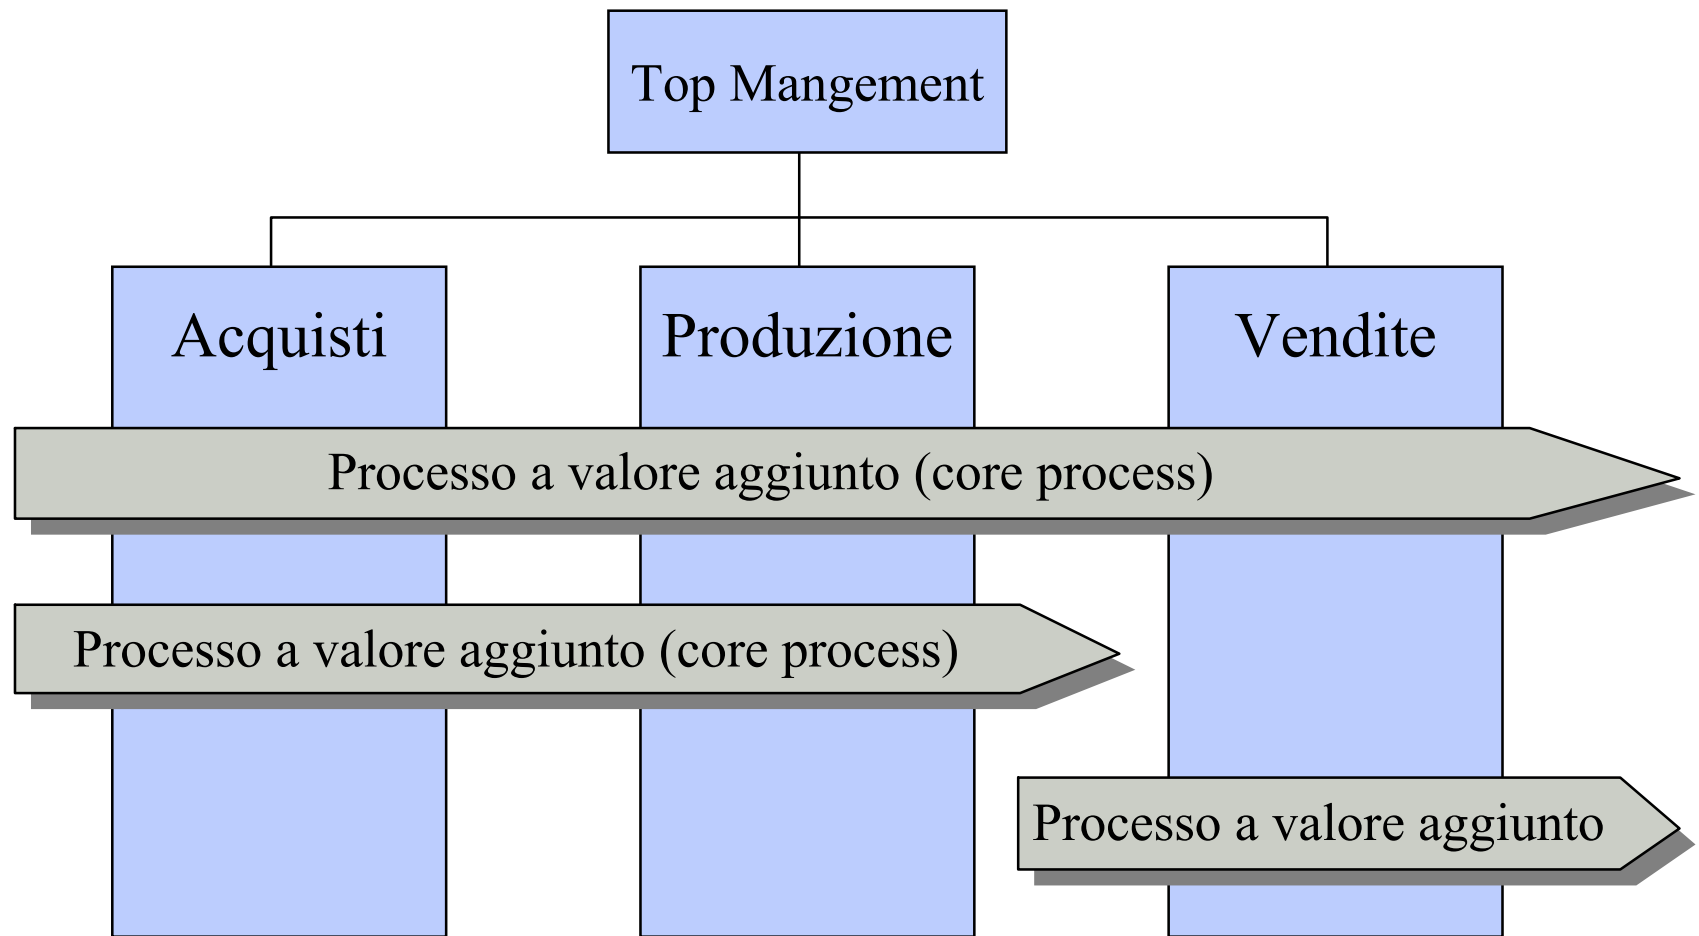 Top Mangement
Acquisti
Produzione
Vendite
Processo a valore aggiunto (core process)
Processo a valore aggiunto (core process)
Processo a valore aggiunto